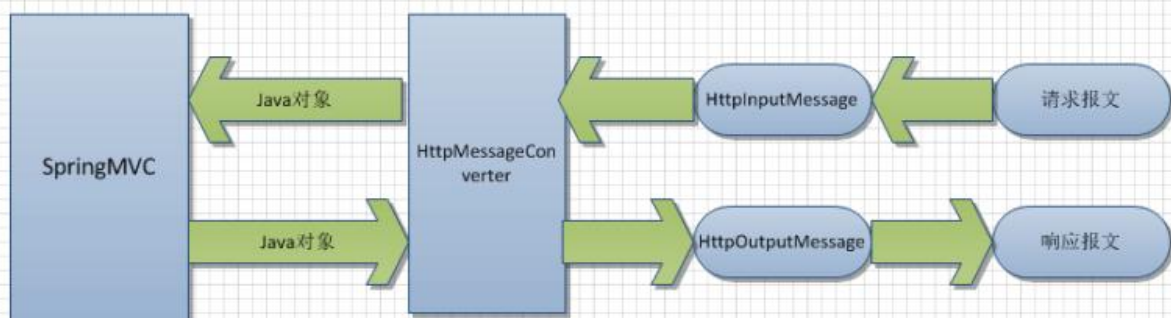 Java对象
HttpInputMessage
请求报文
SpringMVC
HttpMessageCon
verter
Java对象
HttpOutputMessage
响应报文